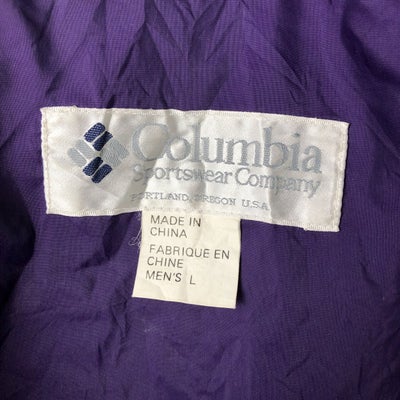 Columbia
Sportswear Company
PORTLAND, OREGON U.S.A.
MADE IN
CHINA
FABRIQUE EN
CHINE
MEN'S L